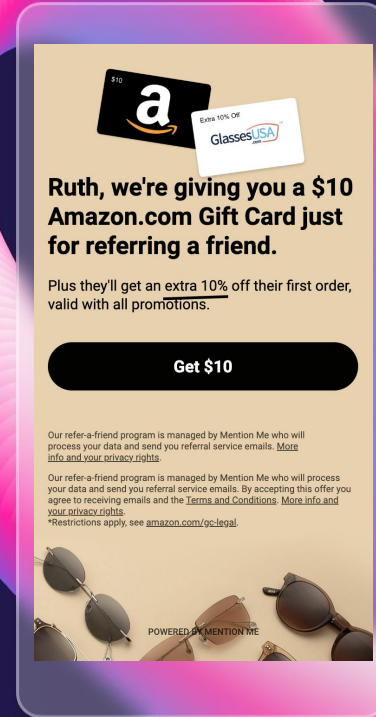 $10
a
Extra 10% Off
GlassesUSA
.com
Ruth, we're giving you a $10
Amazon.com Gift Card just
for referring a friend.
Plus they'll get an extra 10% off their first order,
valid with all promotions.
Get $10
Our refer-a-friend program is managed by Mention Me who will
process your data and send you referral service emails. More
info and your privacy rights.
Our refer-a-friend program is managed by Mention Me who will process
your data and send you referral service emails. By accepting this offer you
agree to receiving emails and the Terms and Conditions. More info and
your privacy rights.
*Restrictions apply, see amazon.com/gc-legal.
POWERED BY MENTION ME